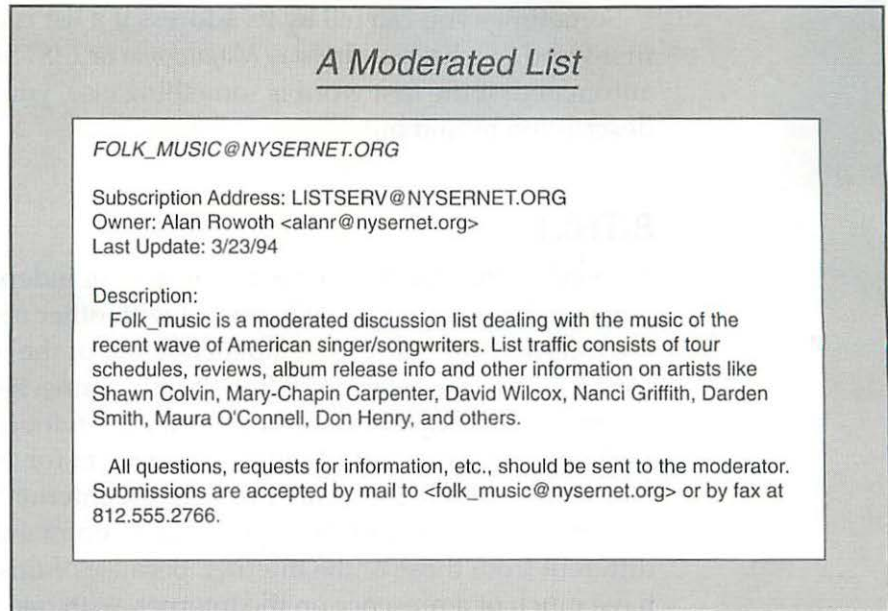 A Moderated List
FOLK_MUSIC@NYSERNET.ORG
Subscription Address: LISTSERV@NYSERNET.ORG
Owner: Alan Rowoth <alanr@nysernet.org>
Last Update: 3/23/94
Description:
Folk_music is a moderated discussion list dealing with the music of the
recent wave of American singer/songwriters. List traffic consists of tour
schedules, reviews, album release info and other information on artists like
Shawn Colvin, Mary-Chapin Carpenter, David Wilcox, Nanci Griffith, Darden
Smith, Maura O'Connell, Don Henry, and others.
All questions, requests for information, etc., should be sent to the moderator.
Submissions are accepted by mail to <folk_music@nysernet.org> or by fax at
812.555.2766.